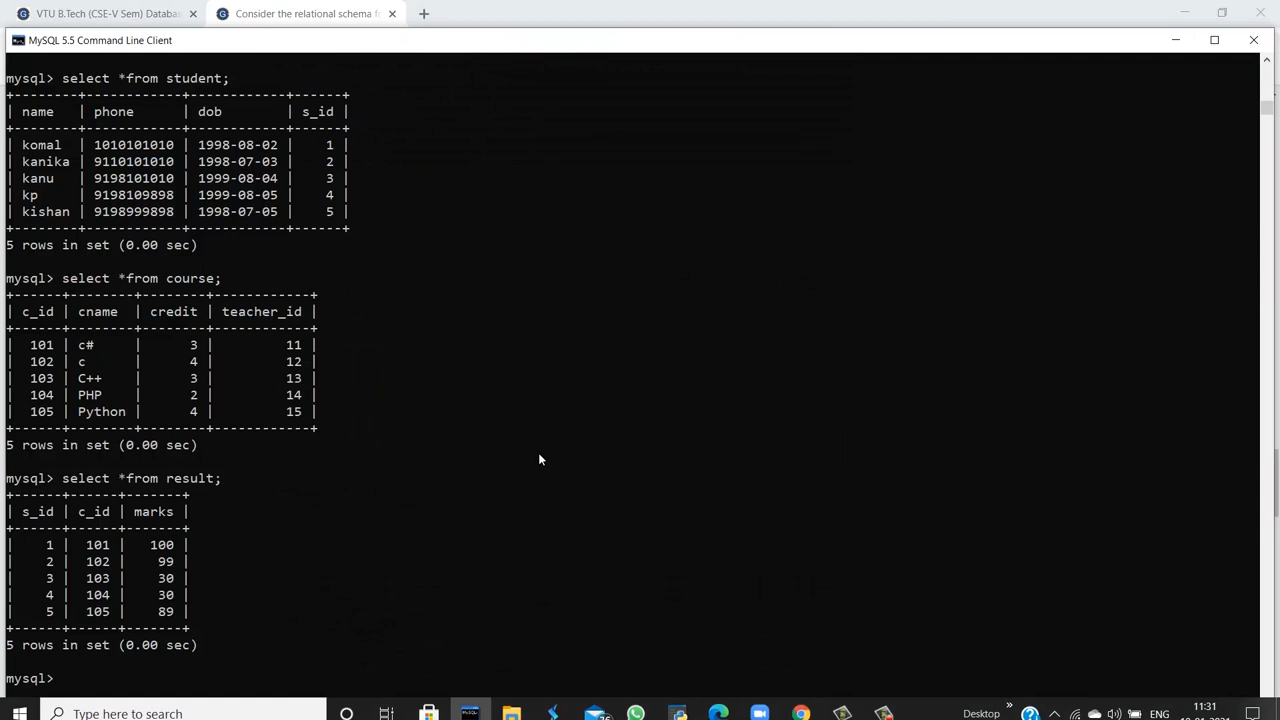 VTU B.Tech (CSE-V Sem) Databas
Consider the relational schema f
MySQL 5.5 Command Line Client
mysql> select *from student;
+--------+------------+------------+------+
| name   | phone      | dob        | s_id |
+--------+------------+------------+------+
| komal  | 1010101010 | 1998-08-02 |    1 |
| kanika | 9110101010 | 1998-07-03 |    2 |
| kanu   | 9198101010 | 1999-08-04 |    3 |
| kp     | 9198109898 | 1999-08-05 |    4 |
| kishan | 9198999898 | 1998-07-05 |    5 |
+--------+------------+------------+------+
5 rows in set (0.00 sec)
mysql> select *from course;
+------+--------+--------+------------+
| c_id | cname  | credit | teacher_id |
+------+--------+--------+------------+
|  101 | c#     |      3 |         11 |
|  102 | c      |      4 |         12 |
|  103 | C++    |      3 |         13 |
|  104 | PHP    |      2 |         14 |
|  105 | Python |      4 |         15 |
+------+--------+--------+------------+
5 rows in set (0.00 sec)
mysql> select *from result;
+------+------+-------+
| s_id | c_id | marks |
+------+------+-------+
|    1 |  101 |   100 |
|    2 |  102 |    99 |
|    3 |  103 |    30 |
|    4 |  104 |    30 |
|    5 |  105 |    89 |
+------+------+-------+
5 rows in set (0.00 sec)
mysql>
Type here to search
Desktop
ENG
11:31